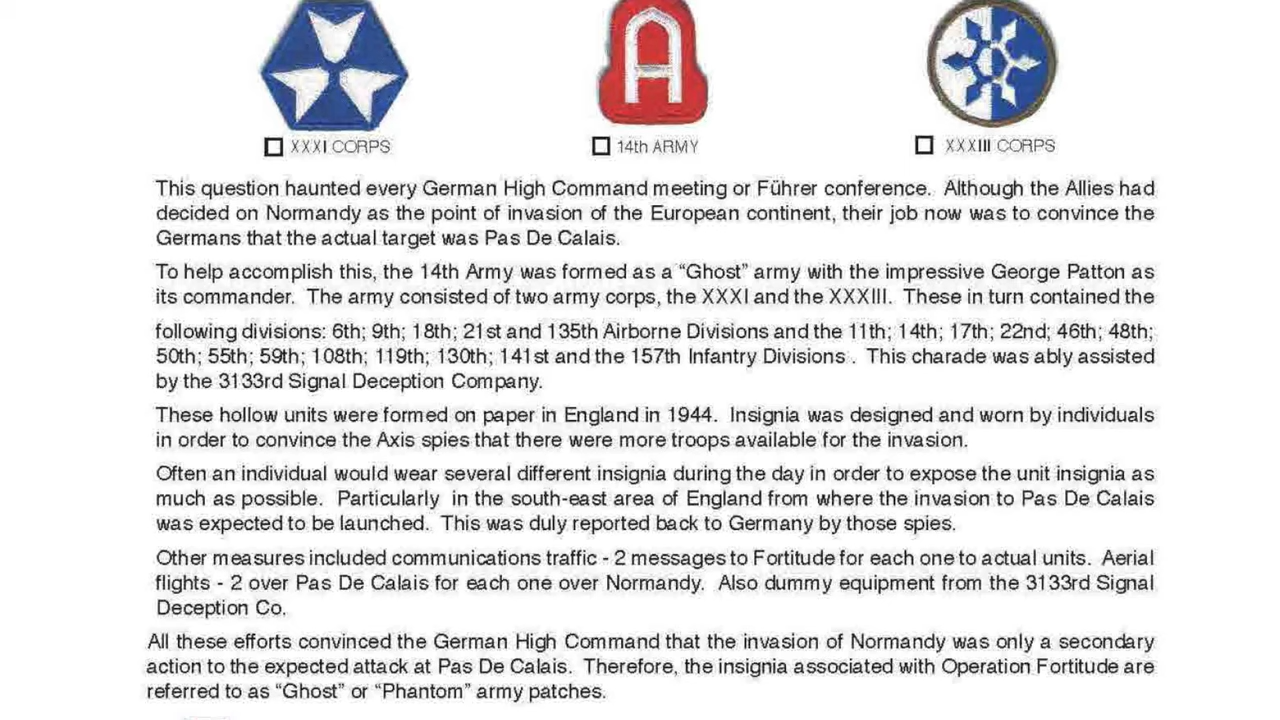 XXXI CORPS
14th ARMY
XXXIII CORPS
This question haunted every German High Command meeting or Führer conference. Although the Allies had
decided on Normandy as the point of invasion of the European continent, their job now was to convince the
Germans that the actual target was Pas De Calais.
To help accomplish this, the 14th Army was formed as a “Ghost” army with the impressive George Patton as
its commander. The army consisted of two army corps, the XXXI and the XXXIII. These in turn contained the
following divisions: 6th; 9th; 18th; 21st and 135th Airborne Divisions and the 11th; 14th; 17th; 22nd; 46th; 48th;
50th; 55th; 59th; 108th; 119th; 130th; 141st and the 157th Infantry Divisions . This charade was ably assisted
by the 3133rd Signal Deception Company.
These hollow units were formed on paper in England in 1944. Insignia was designed and worn by individuals
in order to convince the Axis spies that there were more troops available for the invasion.
Often an individual would wear several different insignia during the day in order to expose the unit insignia as
much as possible. Particularly in the south-east area of England from where the invasion to Pas De Calais
was expected to be launched. This was duly reported back to Germany by those spies.
Other measures included communications traffic - 2 messages to Fortitude for each one to actual units. Aerial
flights - 2 over Pas De Calais for each one over Normandy. Also dummy equipment from the 3133rd Signal
Deception Co.
All these efforts convinced the German High Command that the invasion of Normandy was only a secondary
action to the expected attack at Pas De Calais. Therefore, the insignia associated with Operation Fortitude are
referred to as “Ghost” or “Phantom” army patches.